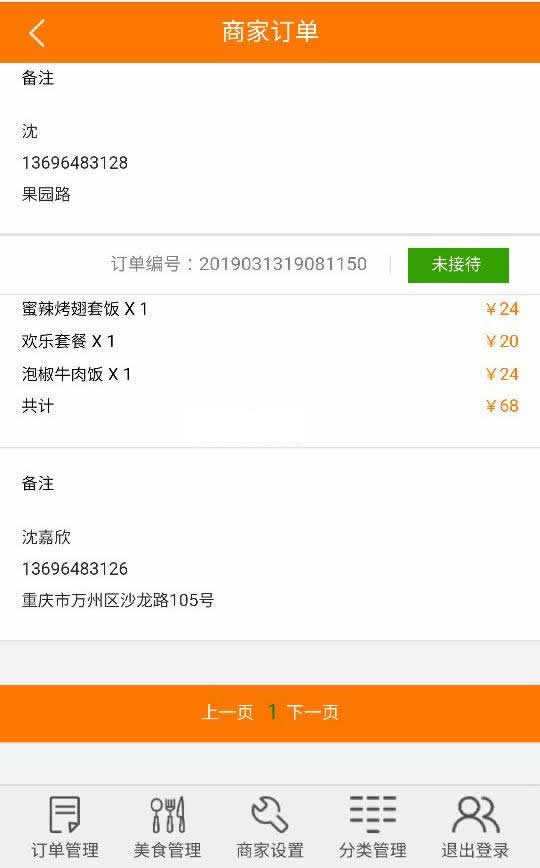 商家订单
备注
沈
13696483128
果园路
订单编号：2019031319081150 未接待
蜜辣烤翅套饭 X 1 ￥24
欢乐套餐 X 1 ￥20
泡椒牛肉饭 X 1 ￥24
共计 ￥68
备注
沈嘉欣
13696483126
重庆市万州区沙龙路105号
上一页 1 下一页
订单管理 美食管理 商家设置 分类管理 退出登录